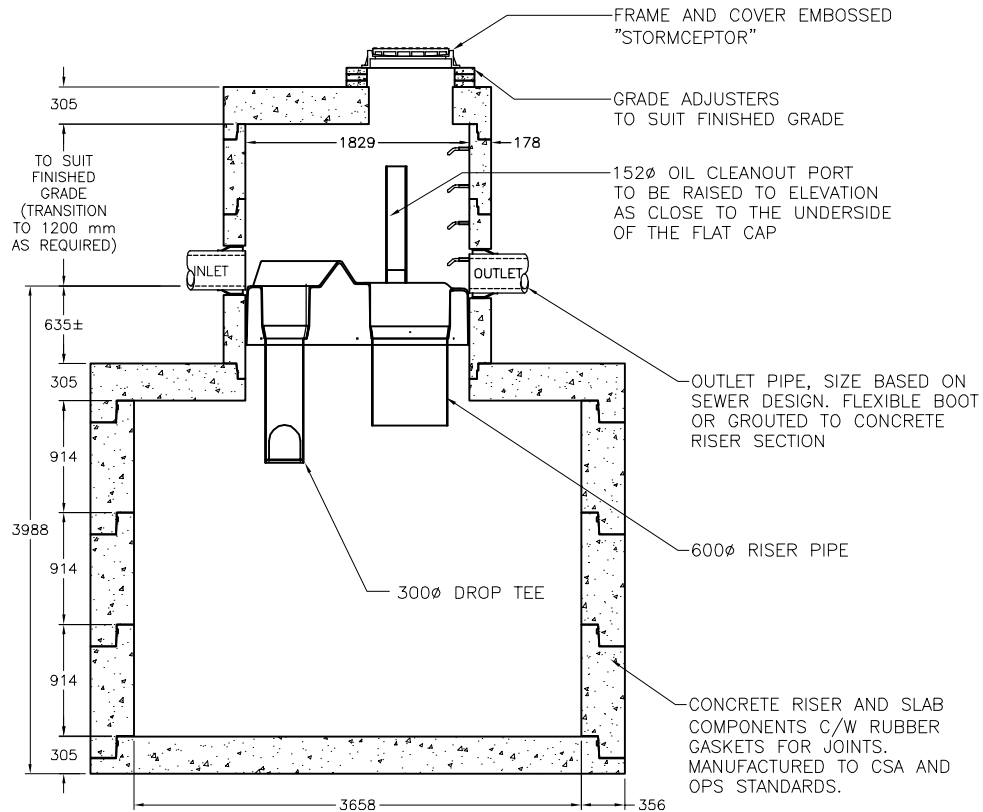 FRAME AND COVER EMBOSSED
"STORMCEPTOR"
305
GRADE ADJUSTERS
TO SUIT FINISHED GRADE
1829
178
TO SUIT
FINISHED
GRADE
(TRANSITION
TO 1200 mm
AS REQUIRED)
152ø OIL CLEANOUT PORT
TO BE RAISED TO ELEVATION
AS CLOSE TO THE UNDERSIDE
OF THE FLAT CAP
INLET
OUTLET
635±
305
OUTLET PIPE, SIZE BASED ON
SEWER DESIGN. FLEXIBLE BOOT
OR GROUTED TO CONCRETE
RISER SECTION
914
3988
914
600ø RISER PIPE
300ø DROP TEE
914
CONCRETE RISER AND SLAB
COMPONENTS C/W RUBBER
GASKETS FOR JOINTS.
MANUFACTURED TO CSA AND
OPS STANDARDS.
305
3658
356